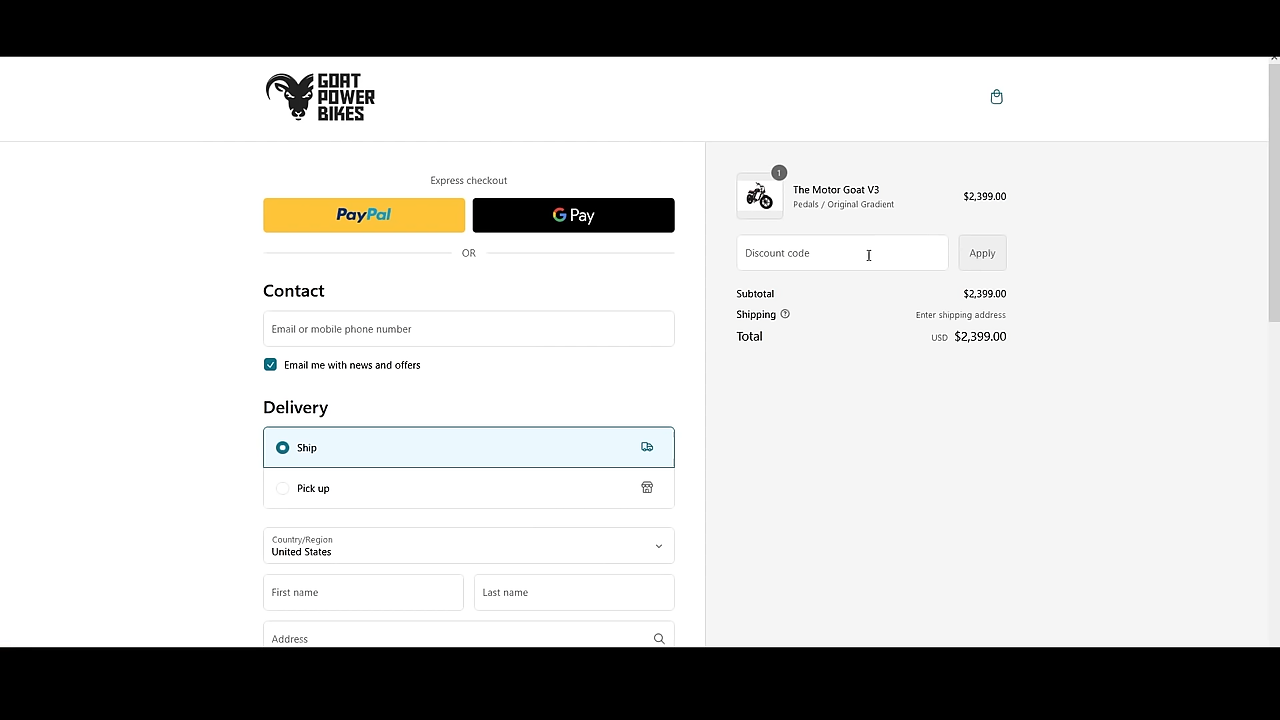 GOAT
POWER
BIKES
Express checkout
PayPal
G Pay
OR
Contact
Email or mobile phone number
Email me with news and offers
Delivery
Ship
Pick up
Country/Region
United States
First name
Last name
Address
1
The Motor Goat V3
$2,399.00
Pedals / Original Gradient
Discount code
Apply
Subtotal
$2,399.00
Shipping
Enter shipping address
Total
USD $2,399.00